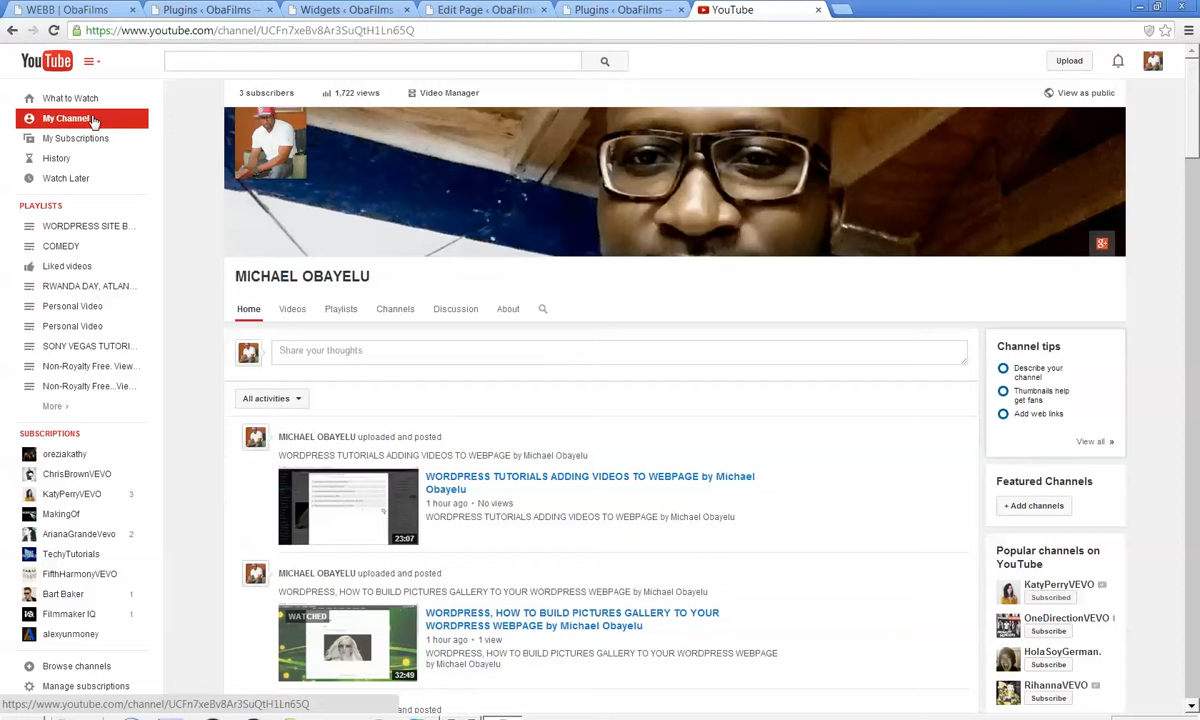 WEBB | ObaFilms
Plugins ‹ ObaFilms —
Widgets ‹ ObaFilms —
Edit Page ‹ ObaFilms —
Plugins ‹ ObaFilms —
YouTube
https://www.youtube.com/channel/UCFn7xeBv8Ar3SuQtH1Ln65Q
YouTube
Upload
What to Watch
My Channel
My Subscriptions
History
Watch Later
PLAYLISTS
WORDPRESS SITE B...
COMEDY
Liked videos
RWANDA DAY, ATLAN...
Personal Video
Personal Video
SONY VEGAS TUTORI...
Non-Royalty Free. View...
Non-Royalty Free...Vie...
More ›
SUBSCRIPTIONS
oreziakathy
ChrisBrownVEVO
KatyPerryVEVO 3
MakingOf
ArianaGrandeVevo 2
TechyTutorials
FifthHarmonyVEVO
Bart Baker 1
Filmmaker IQ 1
alexyunmoney
Browse channels
Manage subscriptions
https://www.youtube.com/channel/UCFn7xeBv8Ar3SuQtH1Ln65Q
3 subscribers
1,722 views
Video Manager
View as public
MICHAEL OBAYELU
Home Videos Playlists Channels Discussion About
Share your thoughts
All activities
MICHAEL OBAYELU uploaded and posted
WORDPRESS TUTORIALS ADDING VIDEOS TO WEBPAGE by Michael Obayelu
WORDPRESS TUTORIALS ADDING VIDEOS TO WEBPAGE by Michael
Obayelu
1 hour ago • No views
WORDPRESS TUTORIALS ADDING VIDEOS TO WEBPAGE by Michael Obayelu
23:07
MICHAEL OBAYELU uploaded and posted
WORDPRESS, HOW TO BUILD PICTURES GALLERY TO YOUR WORDPRESS WEBPAGE by Michael Obayelu
WATCHED
WORDPRESS, HOW TO BUILD PICTURES GALLERY TO YOUR
WORDPRESS WEBPAGE by Michael Obayelu
1 hour ago • 1 view
WORDPRESS, HOW TO BUILD PICTURES GALLERY TO YOUR WORDPRESS WEBPAGE
by Michael Obayelu
32:49
MICHAEL OBAYELU uploaded and posted
Channel tips
Describe your
channel
Thumbnails help
get fans
Add web links
View all »
Featured Channels
+ Add channels
Popular channels on
YouTube
KatyPerryVEVO
Subscribed
OneDirectionVEVO
Subscribe
HolaSoyGerman.
Subscribe
RihannaVEVO
Subscribe